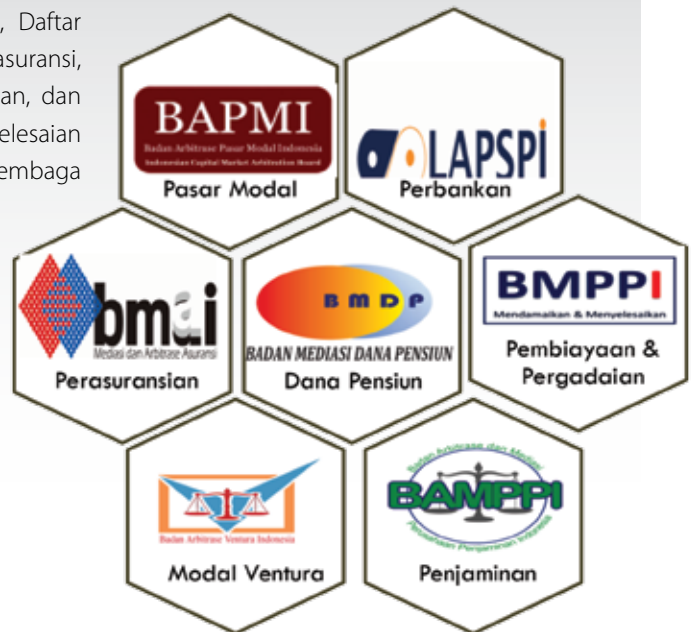 , Daftar
asuransi,
an, dan
elesaian
embaga
BAPMI
Badan Arbitrase Pasar Modal Indonesia
Indonesian Capital Market Arbitration Board
Pasar Modal
LAPSPI
Perbankan
bmai
Mediasi dan Arbitrase Asuransi
Perasuransian
BMDP
BADAN MEDIASI DANA PENSIUN
Dana Pensiun
BMPPI
Mendamaikan & Menyelesaikan
Pembiayaan &
Pergadaian
Badan Arbitrase Ventura Indonesia
Modal Ventura
Badan Arbitrase dan Mediasi
BAMPPI
Perusahaan Penjaminan Indonesia
Penjaminan